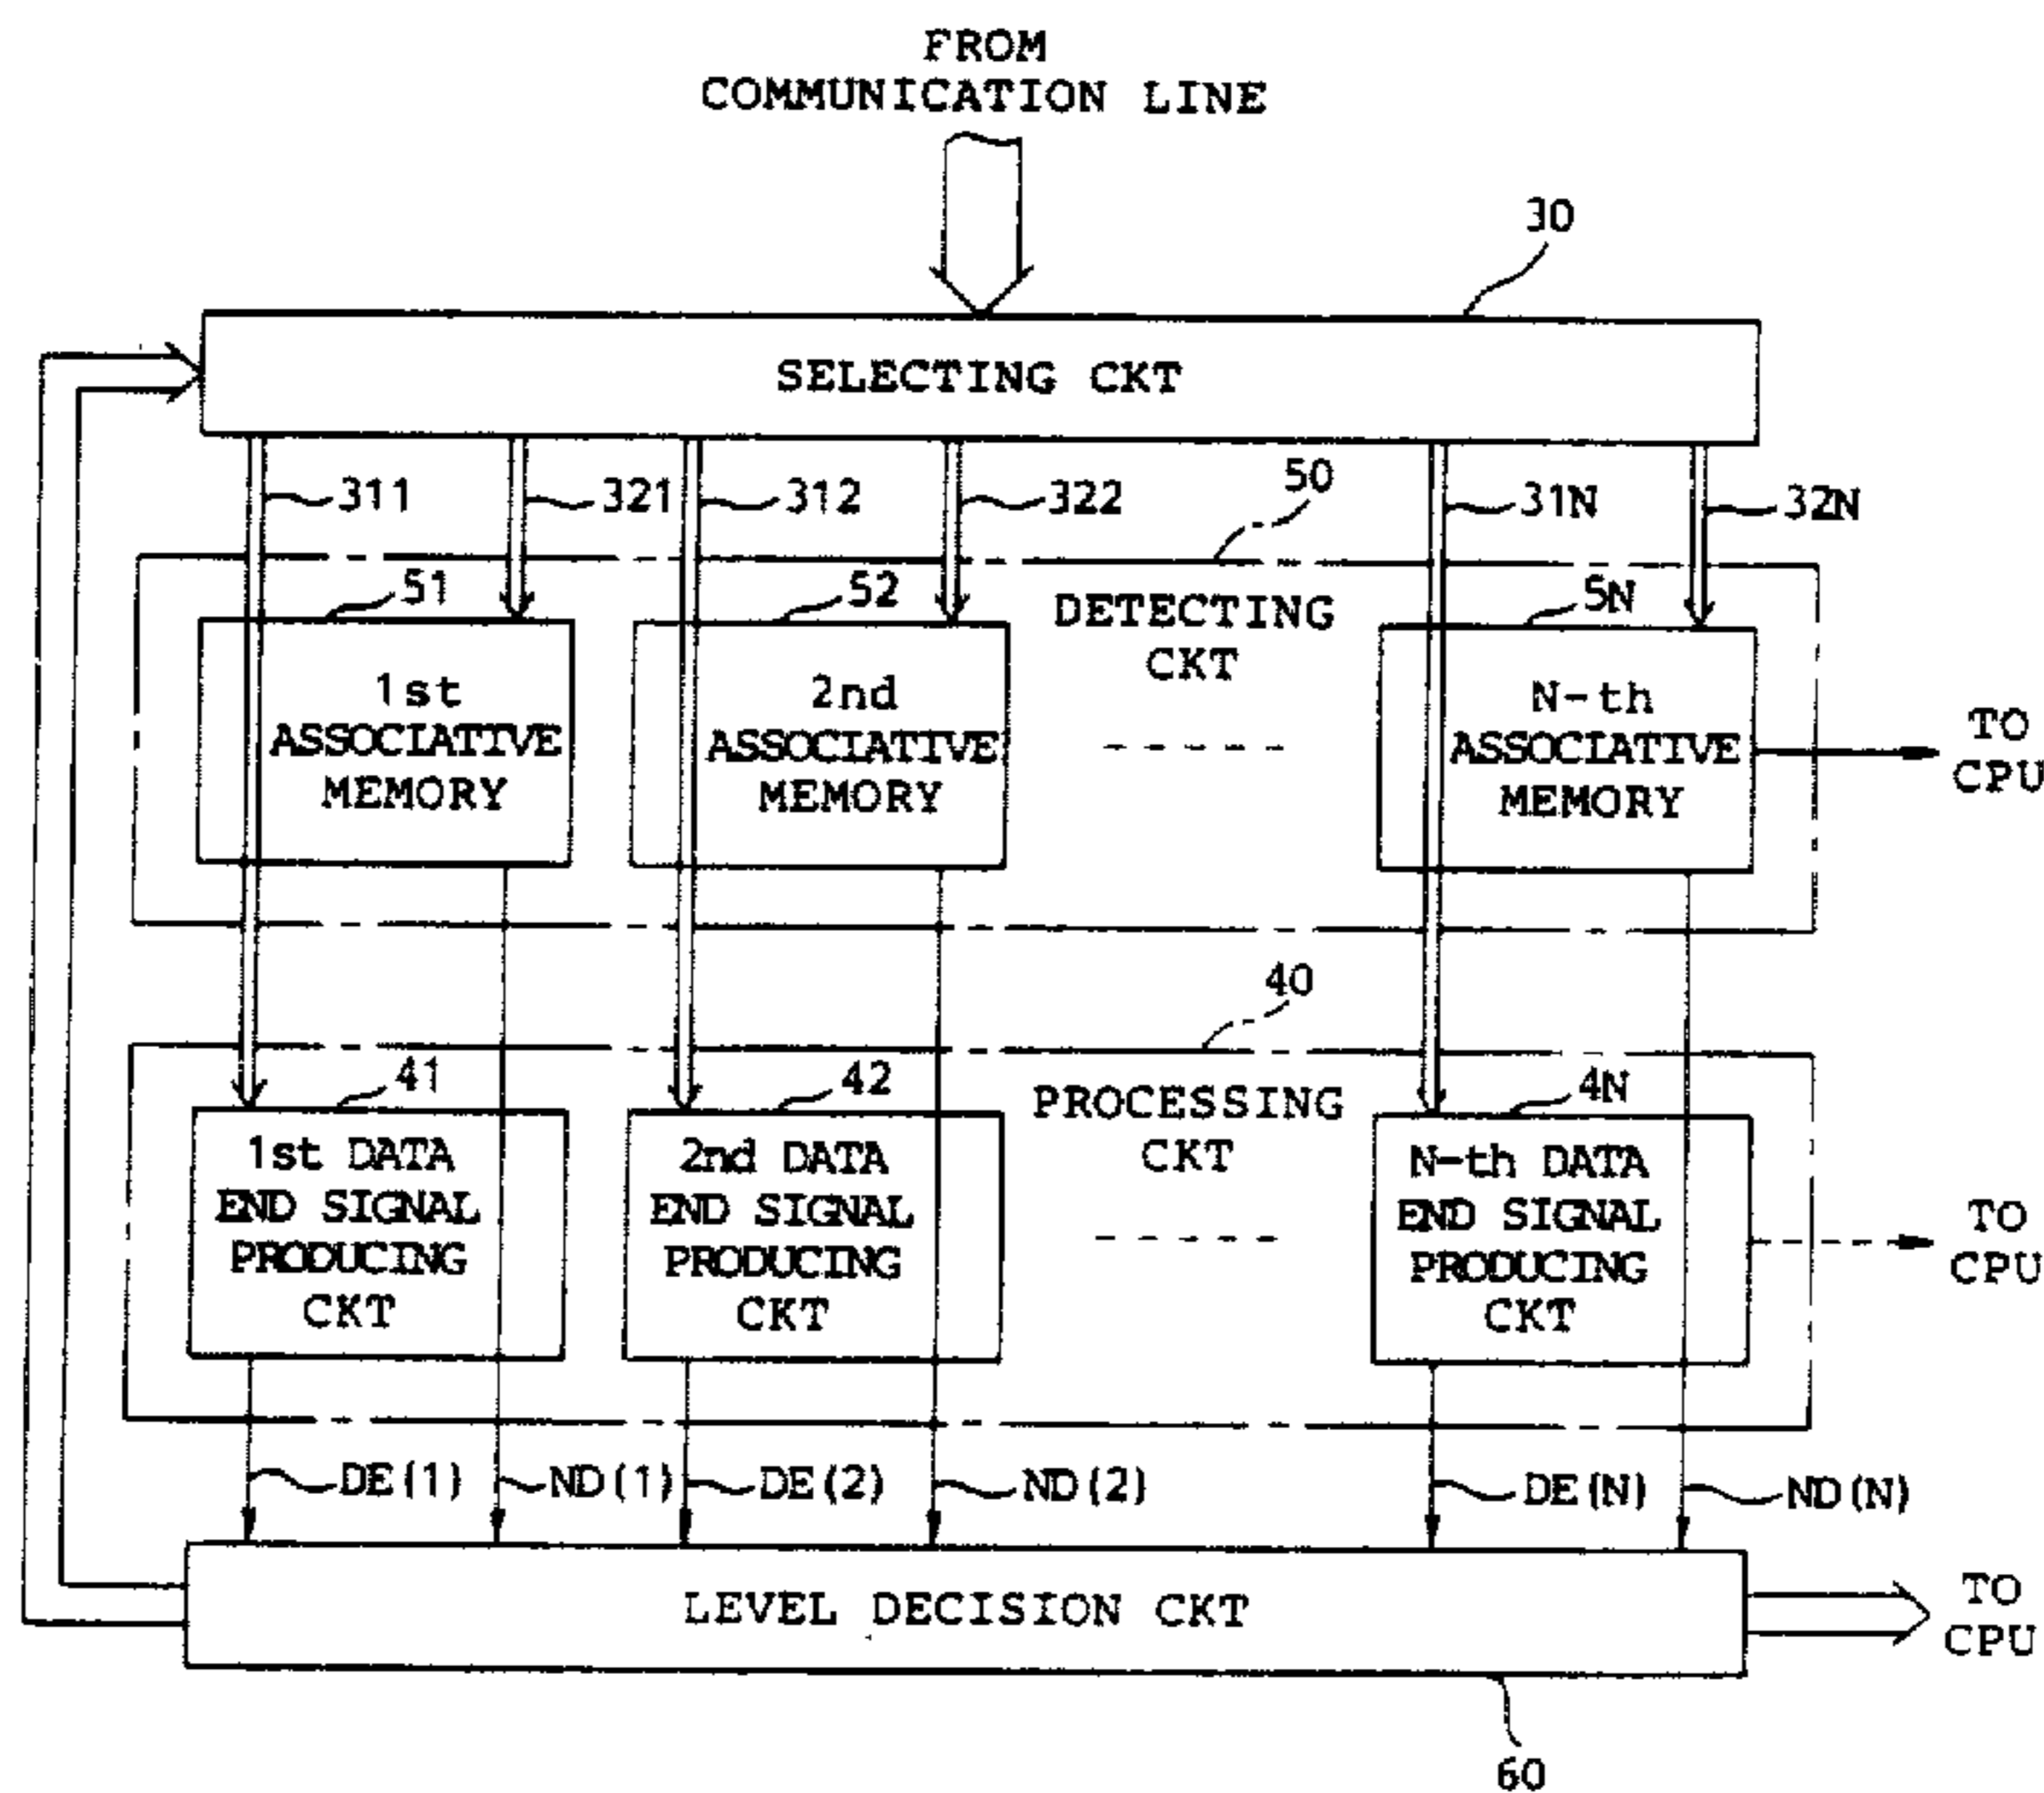 FROM
COMMUNICATION LINE
30
SELECTING CKT
311
321
312
322
50
31N
32N
51
52
DETECTING
CKT
5N
1st
ASSOCIATIVE
MEMORY
2nd
ASSOCIATIVE
MEMORY
N-th
ASSOCIATIVE
MEMORY
TO
CPU
40
41
42
PROCESSING
CKT
4N
1st DATA
END SIGNAL
PRODUCING
CKT
2nd DATA
END SIGNAL
PRODUCING
CKT
N-th DATA
END SIGNAL
PRODUCING
CKT
TO
CPU
DE(1)
ND(1)
DE(2)
ND(2)
DE(N)
ND(N)
LEVEL DECISION CKT
TO
CPU
60